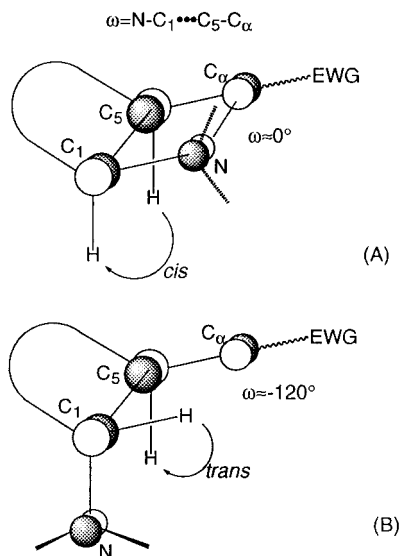 ω=N-C₁•••C₅-Cα
Cα
EWG
C₅
ω≈0°
C₁
N
H
H
cis
(A)
Cα
EWG
C₅
ω≈-120°
C₁
H
H
trans
N
(B)